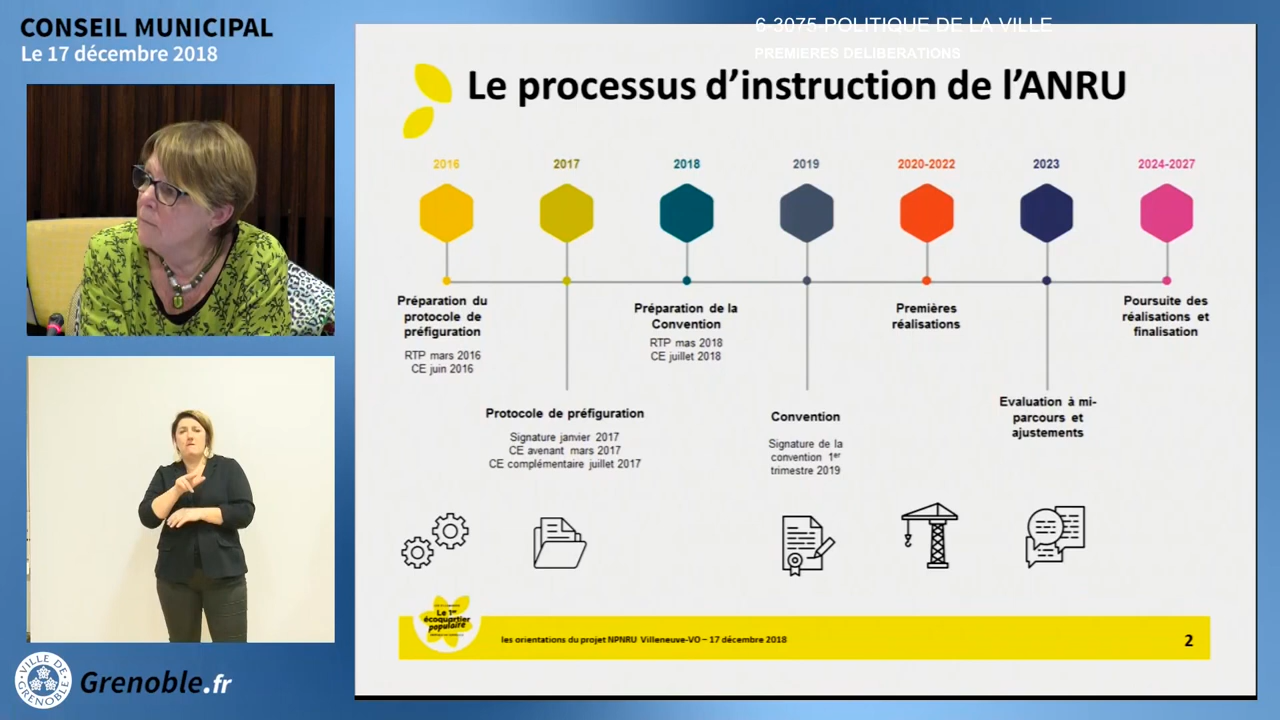 CONSEIL MUNICIPAL
Le 17 décembre 2018
6-3075 POLITIQUE DE LA VILLE
PREMIERES DELIBERATIONS
Le processus d'instruction de l'ANRU
2016
2017
2018
2019
2020-2022
2023
2024-2027
Préparation du
protocole de
préfiguration
RTP mars 2016
CE juin 2016
Protocole de préfiguration
Signature janvier 2017
CE avenant mars 2017
CE complémentaire juillet 2017
Préparation de la
Convention
RTP mas 2018
CE juillet 2018
Convention
Signature de la
convention 1er
trimestre 2019
Premières
réalisations
Evaluation à mi-
parcours et
ajustements
Poursuite des
réalisations et
finalisation
Le 1er
écoquartier
populaire
les orientations du projet NPNRU Villeneuve-VO – 17 décembre 2018
2
VILLE DE
GRENOBLE
Grenoble.fr